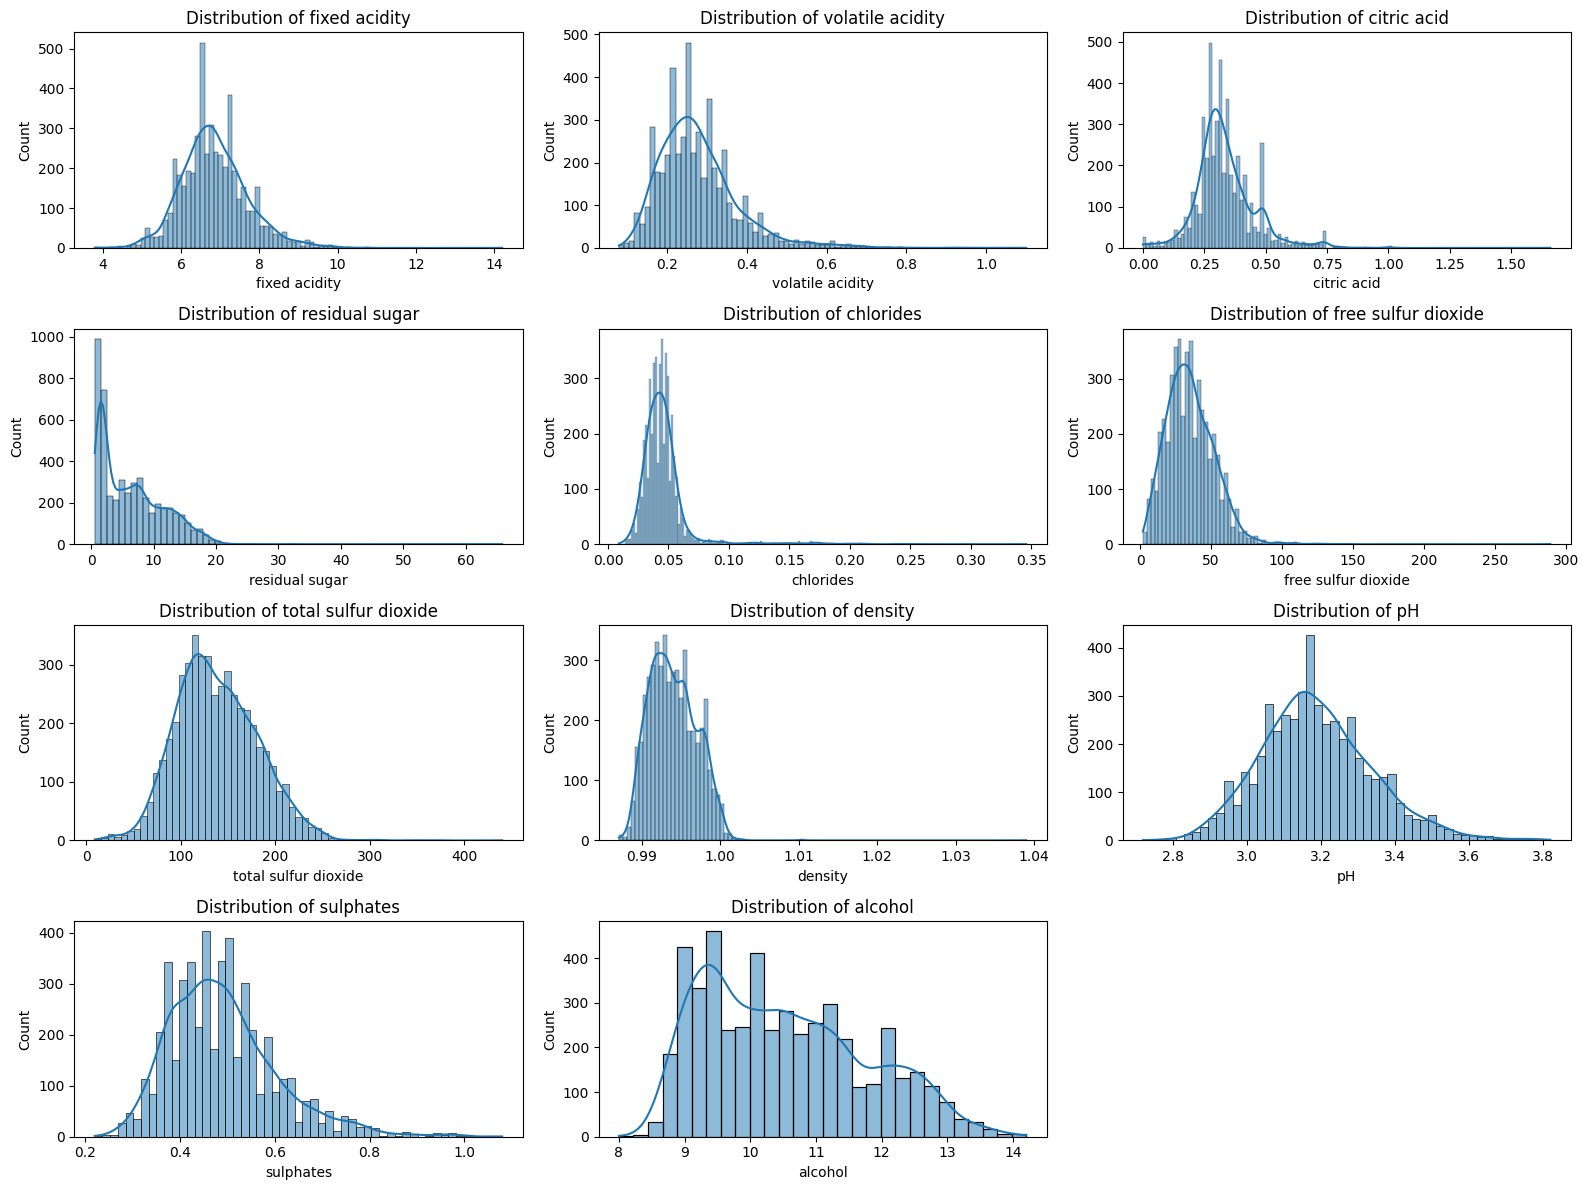 Distribution of fixed acidity
Count
500
400
300
200
100
0
4 6 8 10 12 14
fixed acidity
Distribution of volatile acidity
Count
500
400
300
200
100
0
0.2 0.4 0.6 0.8 1.0
volatile acidity
Distribution of citric acid
Count
500
400
300
200
100
0
0.00 0.25 0.50 0.75 1.00 1.25 1.50
citric acid
Distribution of residual sugar
Count
1000
800
600
400
200
0
0 10 20 30 40 50 60
residual sugar
Distribution of chlorides
Count
300
200
100
0
0.00 0.05 0.10 0.15 0.20 0.25 0.30 0.35
chlorides
Distribution of free sulfur dioxide
Count
300
200
100
0
0 50 100 150 200 250 300
free sulfur dioxide
Distribution of total sulfur dioxide
Count
300
200
100
0
0 100 200 300 400
total sulfur dioxide
Distribution of density
Count
300
200
100
0
0.99 1.00 1.01 1.02 1.03 1.04
density
Distribution of pH
Count
400
300
200
100
0
2.8 3.0 3.2 3.4 3.6 3.8
pH
Distribution of sulphates
Count
400
300
200
100
0
0.2 0.4 0.6 0.8 1.0
sulphates
Distribution of alcohol
Count
400
300
200
100
0
8 9 10 11 12 13 14
alcohol